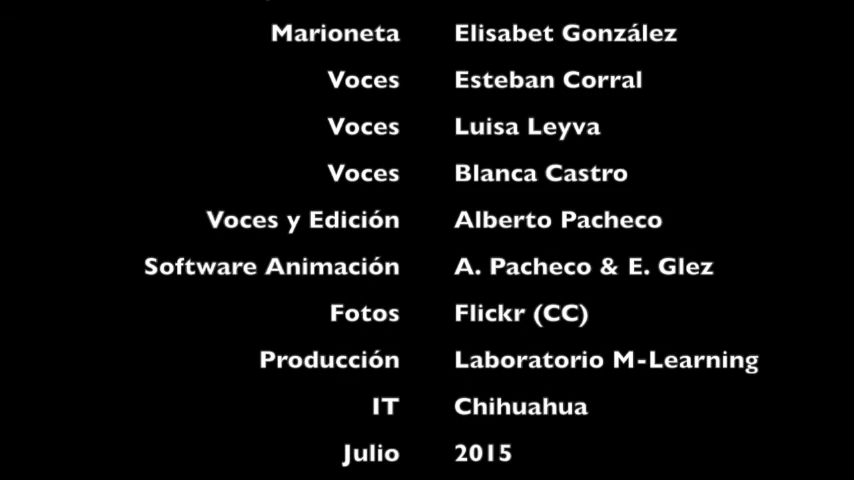 Marioneta Elisabet González
Voces Esteban Corral
Voces Luisa Leyva
Voces Blanca Castro
Voces y Edición Alberto Pacheco
Software Animación A. Pacheco & E. Glez
Fotos Flickr (CC)
Producción Laboratorio M-Learning
IT Chihuahua
Julio 2015